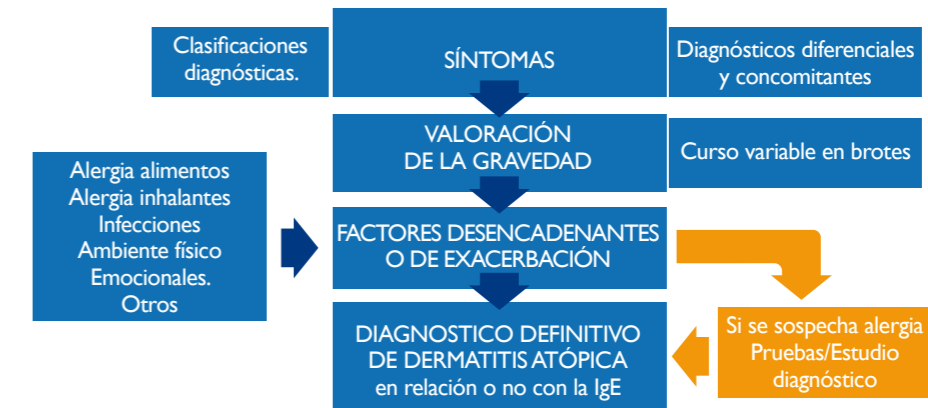 Clasificaciones
diagnósticas.
SÍNTOMAS
Diagnósticos diferenciales
y concomitantes
VALORACIÓN
DE LA GRAVEDAD
Curso variable en brotes
Alergia alimentos
Alergia inhalantes
Infecciones
Ambiente físico
Emocionales.
Otros
FACTORES DESENCADENANTES
O DE EXACERBACIÓN
Si se sospecha alergia
Pruebas/Estudio
diagnóstico
DIAGNOSTICO DEFINITIVO
DE DERMATITIS ATÓPICA
en relación o no con la IgE